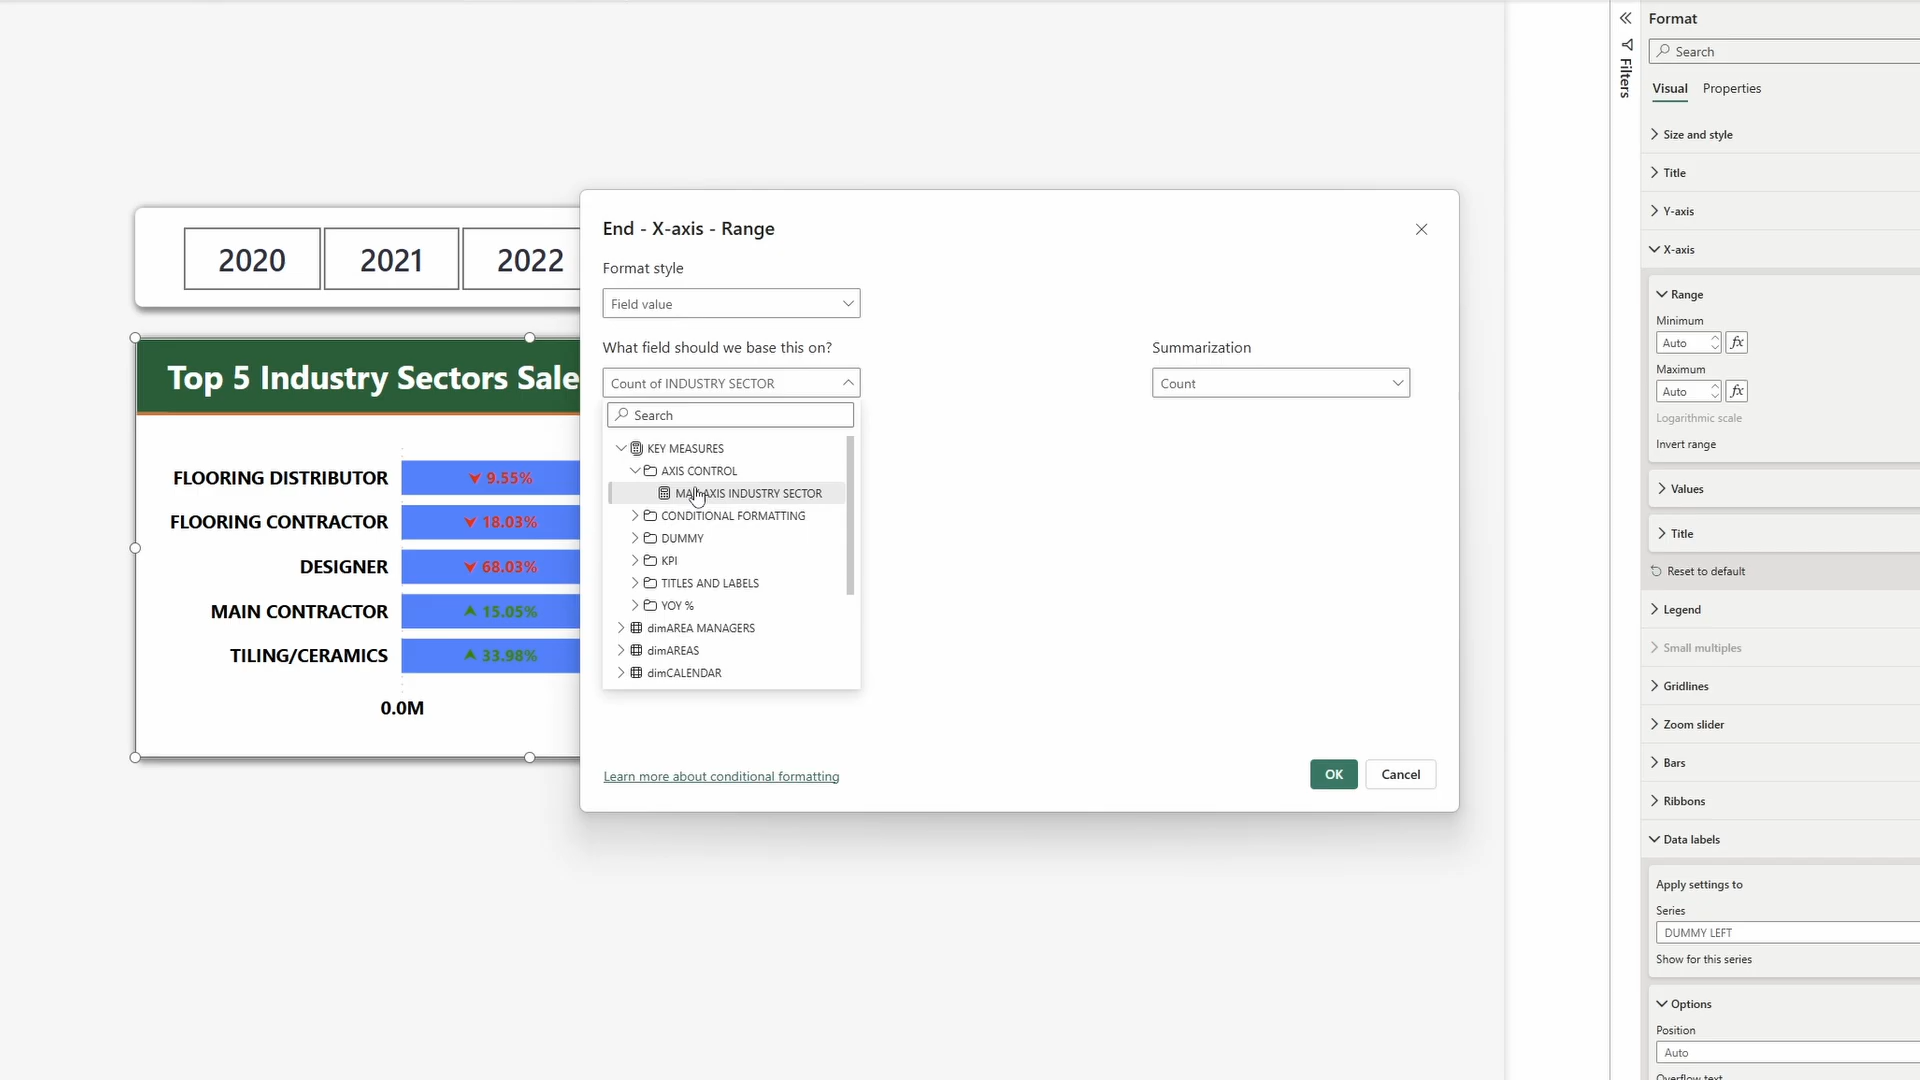 2020
2021
2022
Top 5 Industry Sectors Sale
FLOORING DISTRIBUTOR
9.55%
FLOORING CONTRACTOR
18.03%
DESIGNER
68.03%
MAIN CONTRACTOR
15.05%
TILING/CERAMICS
33.98%
0.0M
End - X-axis - Range
Format style
Field value
What field should we base this on?
Count of INDUSTRY SECTOR
Search
KEY MEASURES
AXIS CONTROL
AXIS INDUSTRY SECTOR
CONDITIONAL FORMATTING
DUMMY
KPI
TITLES AND LABELS
YOY %
dimAREA MANAGERS
dimAREAS
dimCALENDAR
Summarization
Count
Learn more about conditional formatting
OK
Cancel
Filters
Format
Search
Visual
Properties
Size and style
Title
Y-axis
X-axis
Range
Minimum
Auto
fx
Maximum
Auto
fx
Logarithmic scale
Invert range
Values
Title
Reset to default
Legend
Small multiples
Gridlines
Zoom slider
Bars
Ribbons
Data labels
Apply settings to
Series
DUMMY LEFT
Show for this series
Options
Position
Auto
Overflow text